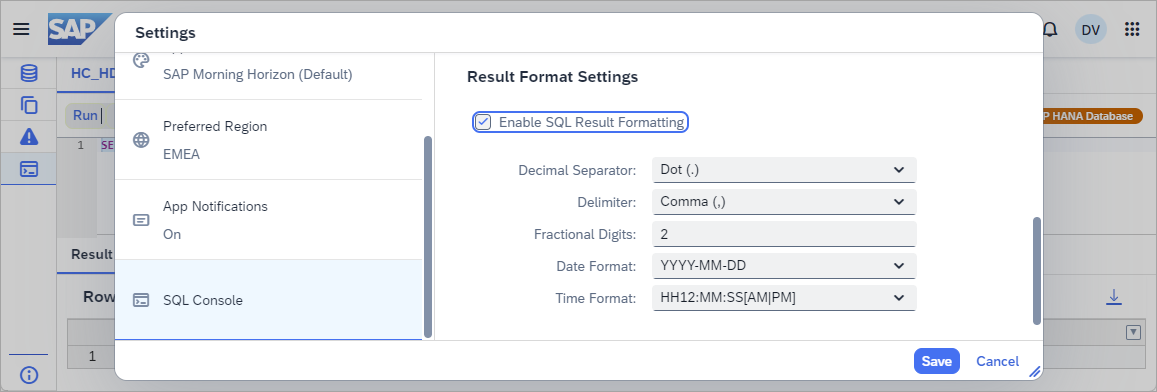 SAP
Settings
DV
HC_HD
SAP Morning Horizon (Default)
Result Format Settings
Run
Preferred Region
Enable SQL Result Formatting
HANA Database
EMEA
1
SE
Decimal Separator: Dot (.)
Delimiter: Comma (,)
App Notifications
On
Fractional Digits: 2
Result
Date Format: YYYY-MM-DD
SQL Console
Time Format: HH12:MM:SS[AM|PM]
Row
1
Save Cancel